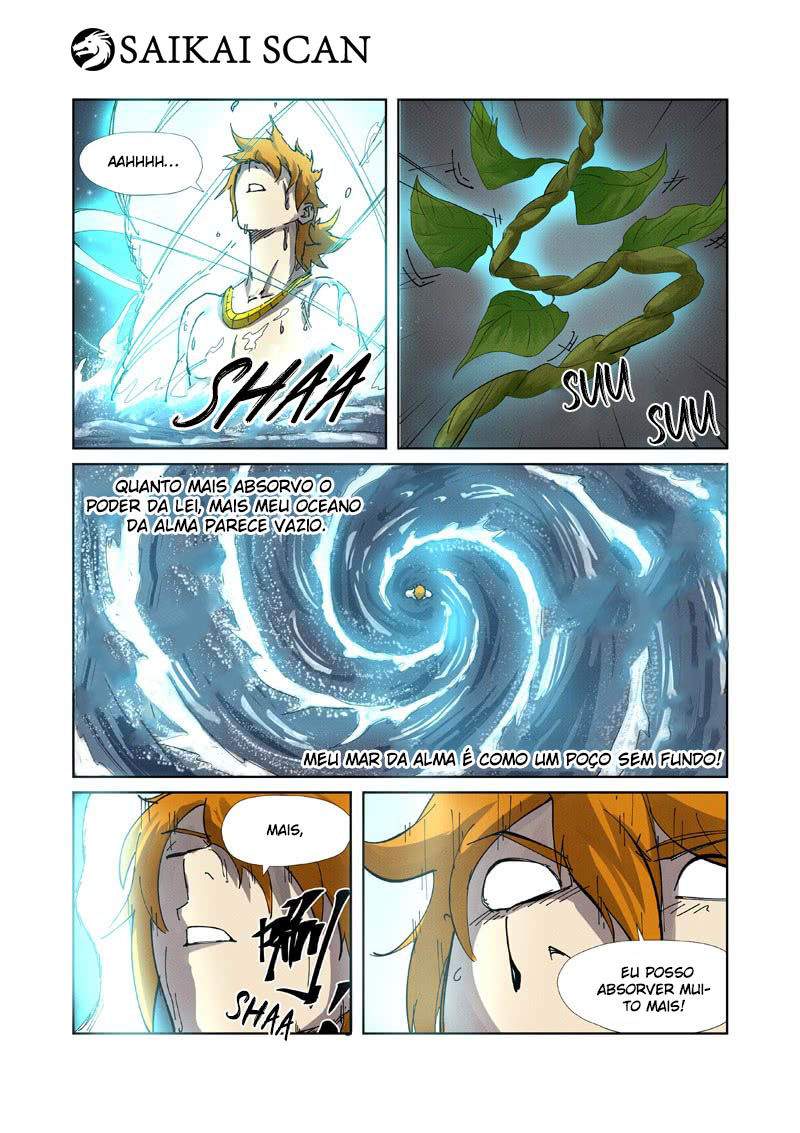 SAIKAI SCAN
AAHHHH...
SHAA
SUU
SUU
QUANTO MAIS ABSORVO O
PODER DA LEI, MAIS MEU OCEANO
DA ALMA PARECE VAZIO.
MEU MAR DA ALMA É COMO UM POÇO SEM FUNDO!
MAIS,
SHAA
EU POSSO
ABSORVER MUI-
TO MAIS!